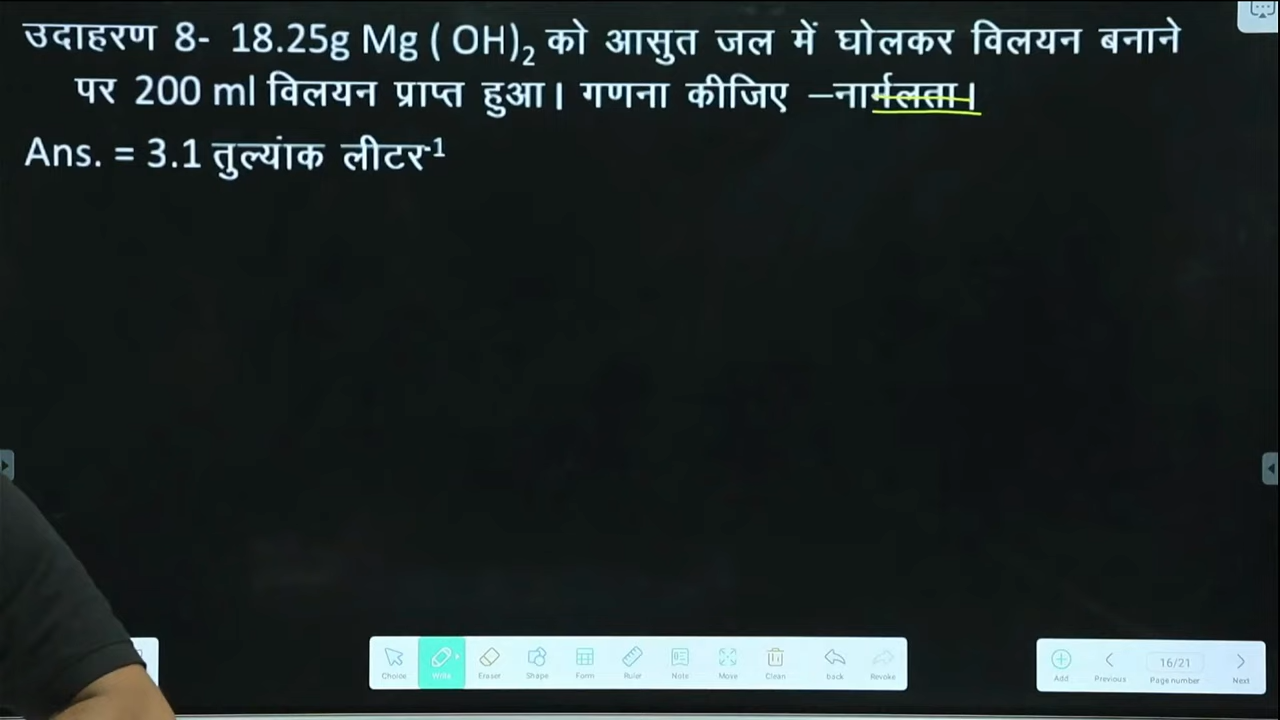 उदाहरण 8- 18.25g Mg ( OH)₂ को आसुत जल में घोलकर विलयन बनाने
पर 200 ml विलयन प्राप्त हुआ। गणना कीजिए –नार्मलता।
Ans. = 3.1 तुल्यांक लीटर⁻¹
Choice Write Eraser Shape Form Ruler Note Move Clean back Revoke
Add Previous 16/21 Page number Next